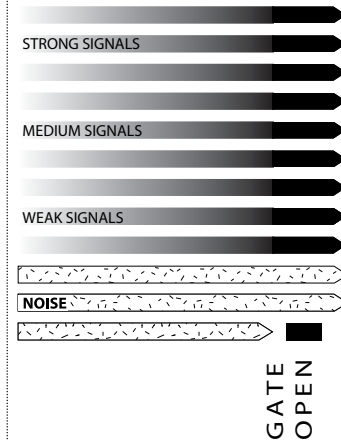 STRONG SIGNALS
MEDIUM SIGNALS
WEAK SIGNALS
NOISE
GATE
OPEN